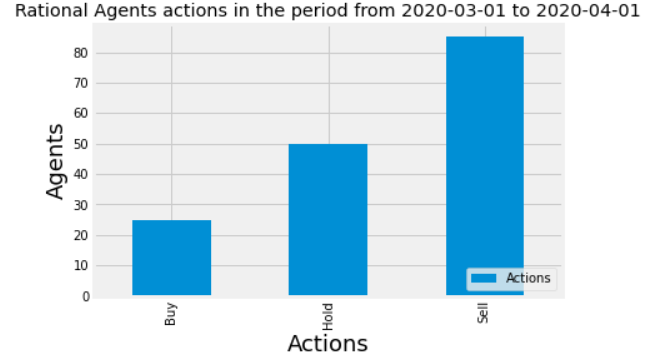 Rational Agents actions in the period from 2020-03-01 to 2020-04-01
Agents
80
70
60
50
40
30
20
10
0
Buy
Hold
Sell
Actions
Actions